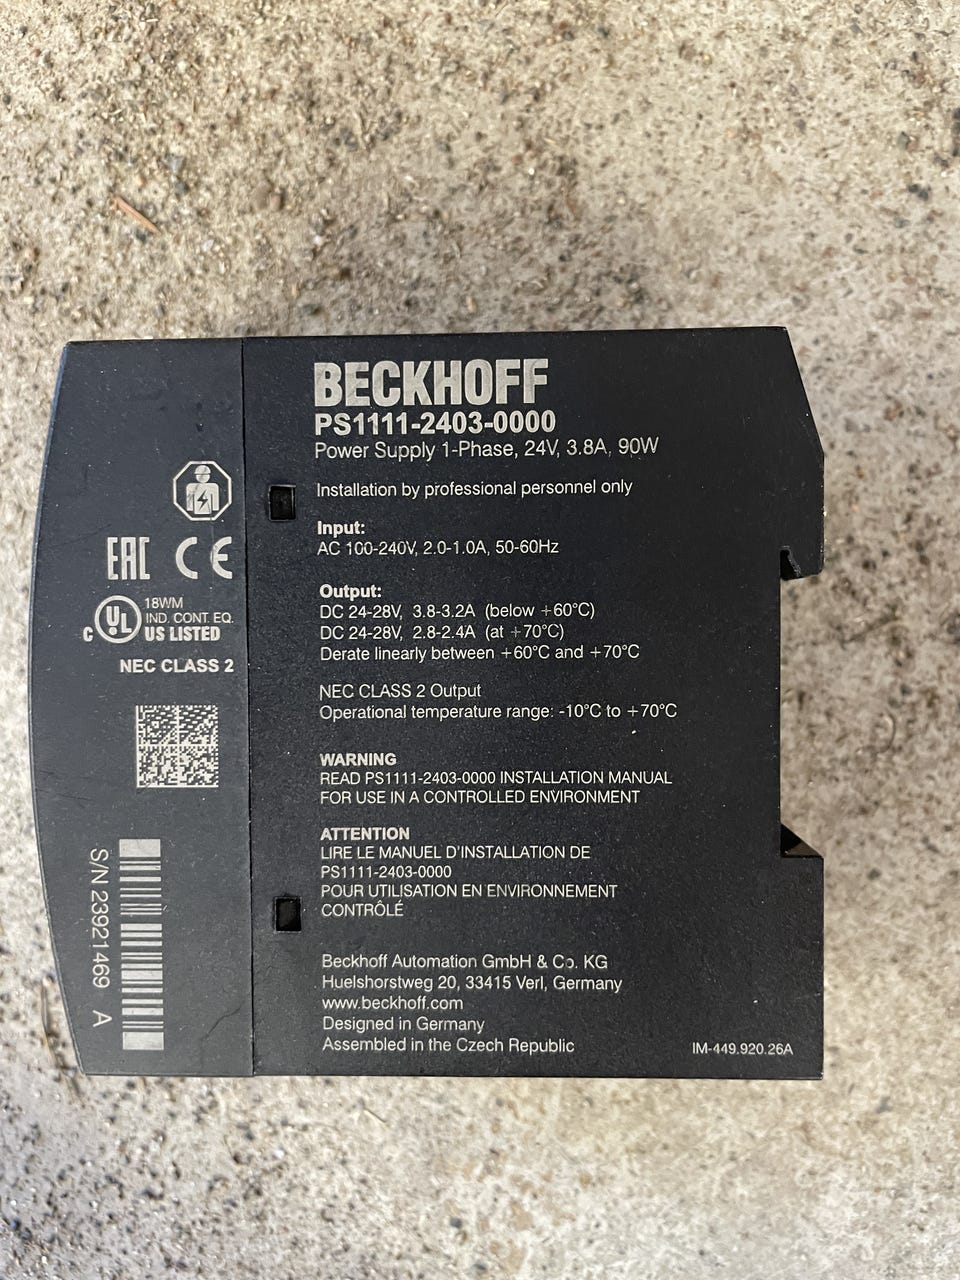 BECKHOFF
PS1111-2403-0000
Power Supply 1-Phase, 24V, 3.8A, 90W
Installation by professional personnel only
Input:
AC 100-240V, 2.0-1.0A, 50-60Hz
Output:
DC 24-28V, 3.8-3.2A (below +60°C)
DC 24-28V, 2.8-2.4A (at +70°C)
Derate linearly between +60°C and +70°C
NEC CLASS 2 Output
Operational temperature range: -10°C to +70°C
WARNING
READ PS1111-2403-0000 INSTALLATION MANUAL
FOR USE IN A CONTROLLED ENVIRONMENT
ATTENTION
LIRE LE MANUEL D'INSTALLATION DE
PS1111-2403-0000
POUR UTILISATION EN ENVIRONNEMENT
CONTRÔLÉ
Beckhoff Automation GmbH & Co. KG
Huelshorstweg 20, 33415 Verl, Germany
www.beckhoff.com
Designed in Germany
Assembled in the Czech Republic
IM-449.920.26A
EAC CE
C UL
18WM
IND. CONT. EQ.
US LISTED
NEC CLASS 2
S/N 23921469 A